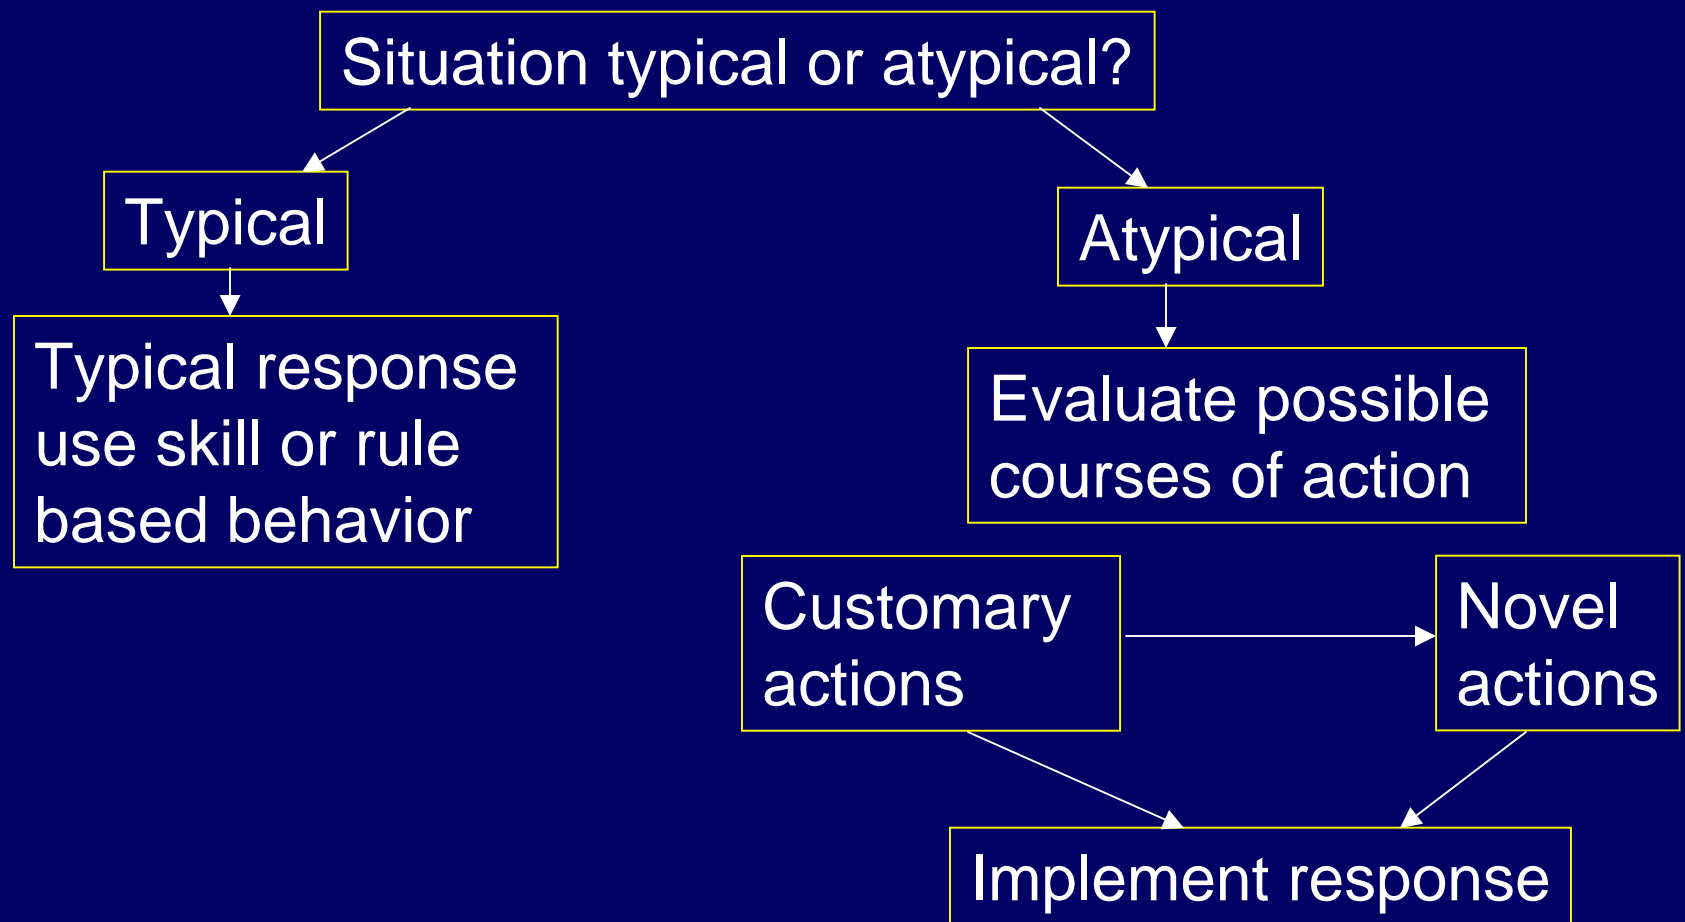 Situation typical or atypical?
Typical
Atypical
Typical response
use skill or rule
based behavior
Evaluate possible
courses of action
Customary
actions
Novel
actions
Implement response